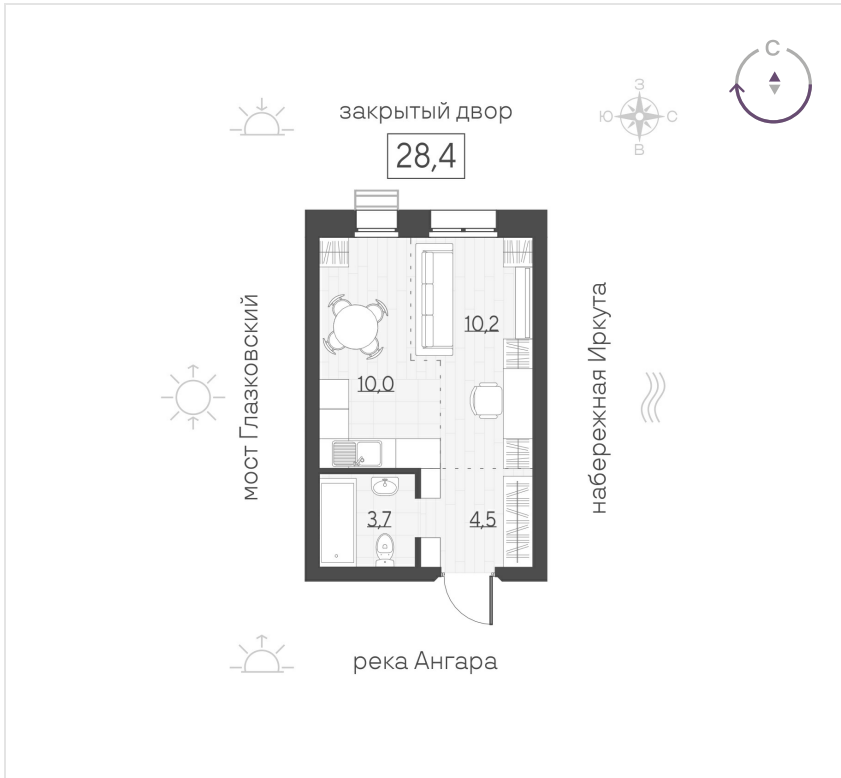 С
закрытый двор
28,4
З
Ю С
В
мост Глазковский
10,2
10,0
набережная Иркута
3,7
4,5
река Ангара